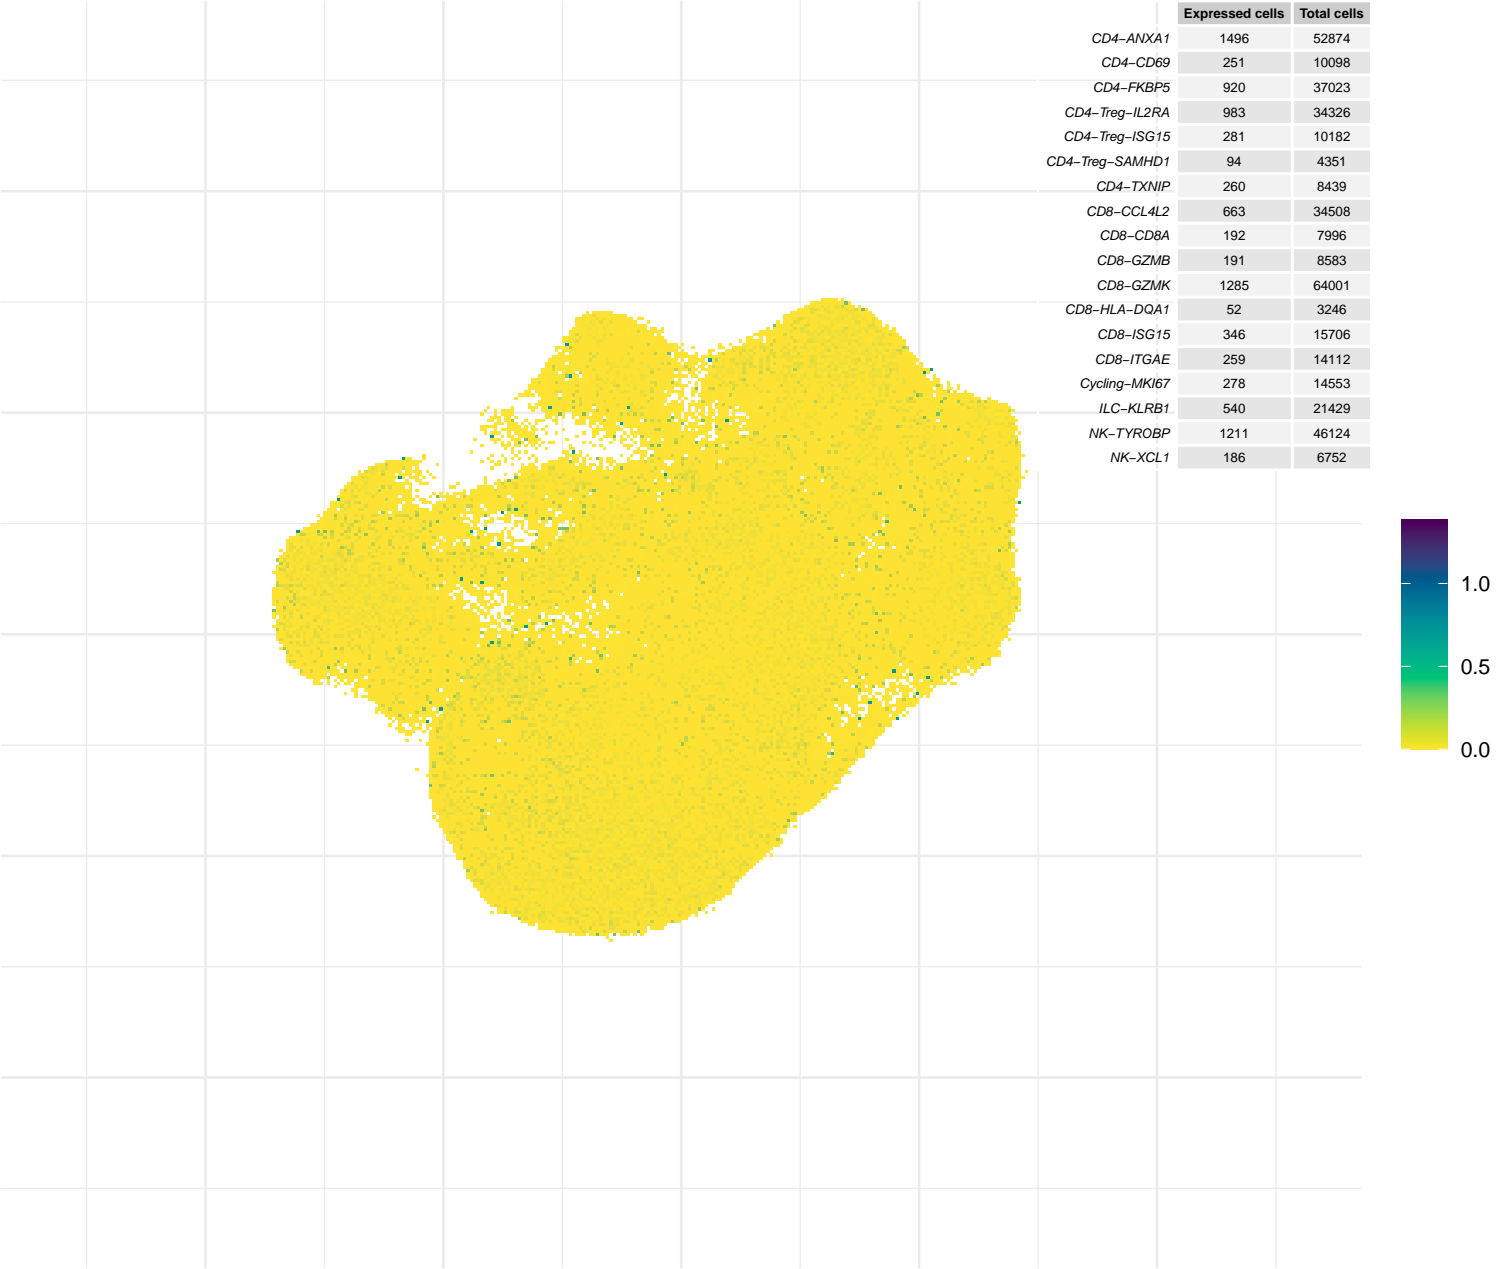 Expressed cells Total cells
CD4−ANXA1 1496 52874
CD4−CD69 251 10098
CD4−FKBP5 920 37023
CD4−Treg−IL2RA 983 34326
CD4−Treg−ISG15 281 10182
CD4−Treg−SAMHD1 94 4351
CD4−TXNIP 260 8439
CD8−CCL4L2 663 34508
CD8−CD8A 192 7996
CD8−GZMB 191 8583
CD8−GZMK 1285 64001
CD8−HLA−DQA1 52 3246
CD8−ISG15 346 15706
CD8−ITGAE 259 14112
Cycling−MKI67 278 14553
ILC−KLRB1 540 21429
NK−TYROBP 1211 46124
NK−XCL1 186 6752
1.0
0.5
0.0